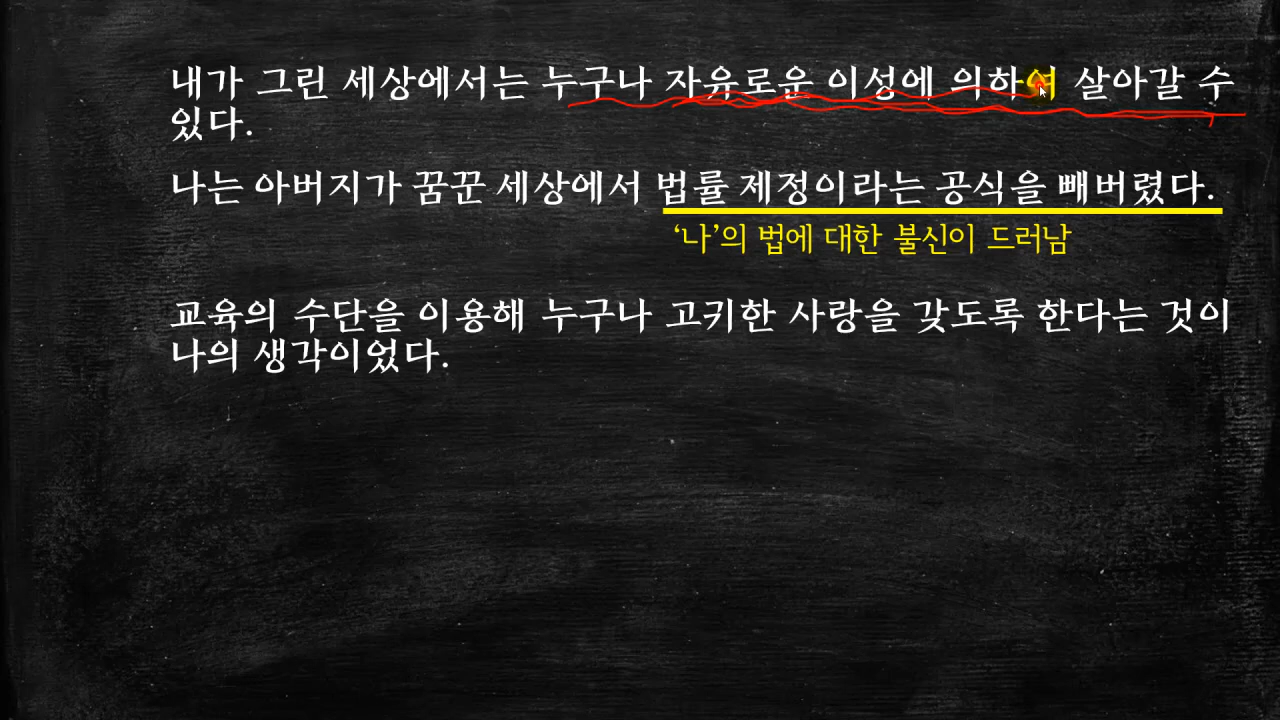 내가 그린 세상에서는 누구나 자유로운 이성에 의하여 살아갈 수
있다.
나는 아버지가 꿈꾼 세상에서 법률 제정이라는 공식을 빼버렸다.
‘나’의 법에 대한 불신이 드러남
교육의 수단을 이용해 누구나 고키한 사랑을 갖도록 한다는 것이
나의 생각이었다.